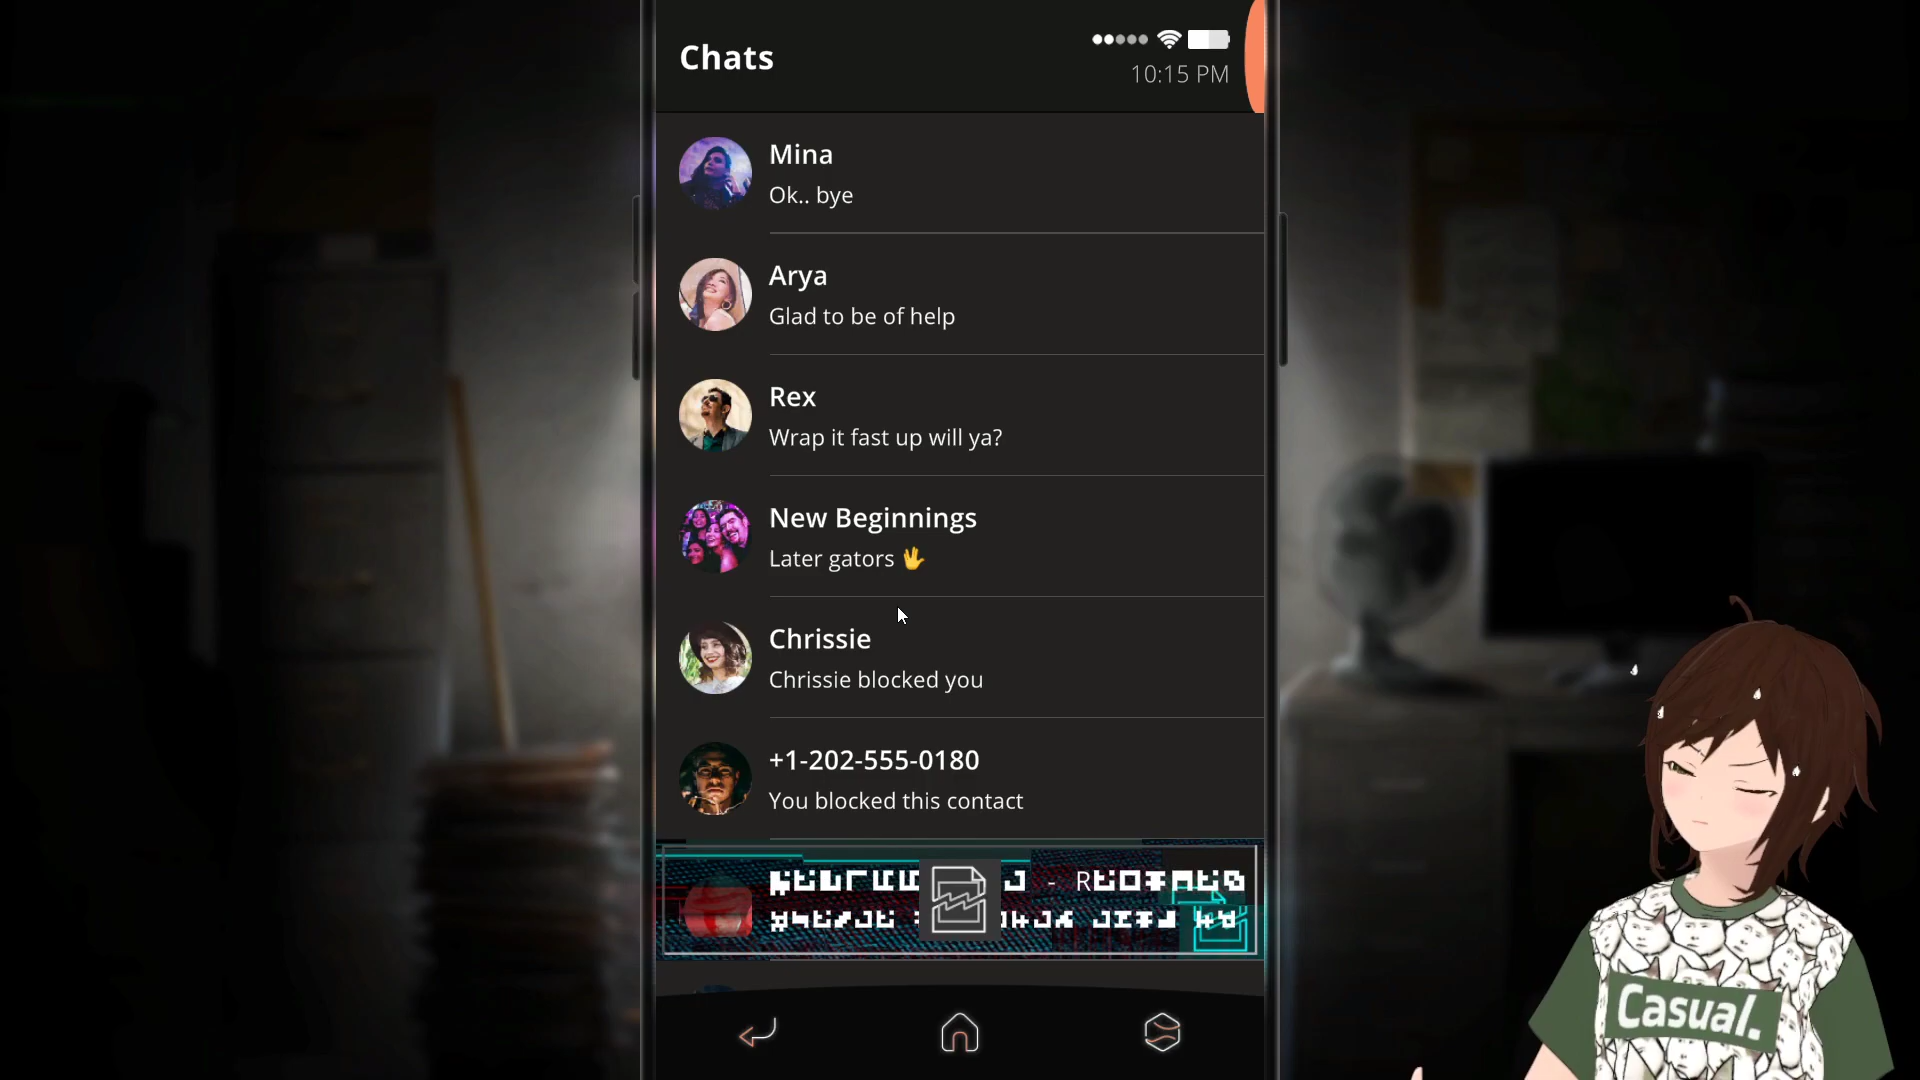 Chats
10:15 PM
Mina
Ok.. bye
Arya
Glad to be of help
Rex
Wrap it fast up will ya?
New Beginnings
Later gators 🖖
Chrissie
Chrissie blocked you
+1-202-555-0180
You blocked this contact
Casual.